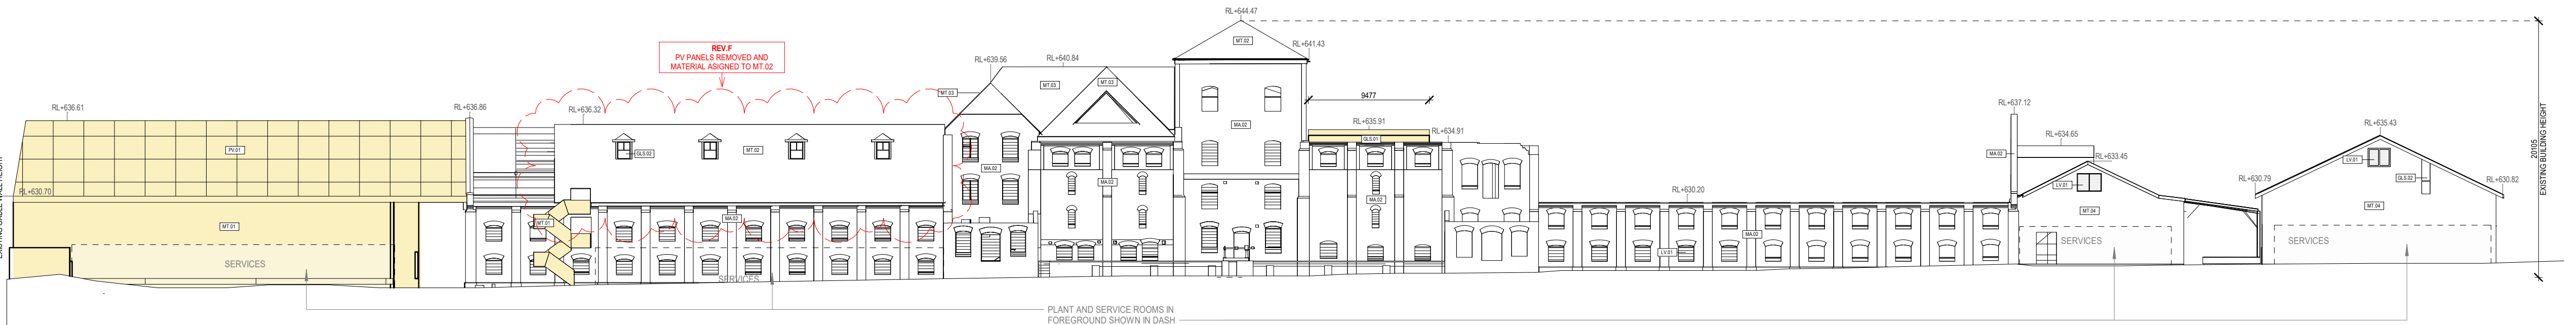 RL+644.47
MT.02
RL+641.43
REV.F
PV PANELS REMOVED AND
MATERIAL ASIGNED TO MT.02
RL+639.56
RL+640.84
MT.03
MT.03
MT.03
9477
RL+636.61
RL+636.86
RL+636.32
RL+635.91
GLS.01
RL+634.91
RL+637.12
RL+634.65
RL+633.45
RL+635.43
20105
EXISTING BUILDING HEIGHT
PV.01
GLS.02
MT.02
MA.02
MA.02
MA.02
MA.02
MA.02
LV.01
LV.01
GLS.02
RL+630.70
RL+630.20
RL+630.79
RL+630.82
MT.01
MT.01
MA.02
MA.02
LV.01
MT.04
MT.04
SERVICES
SERVICES
SERVICES
SERVICES
PLANT AND SERVICE ROOMS IN
FOREGROUND SHOWN IN DASH